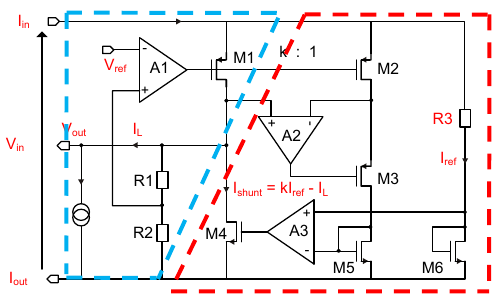 Iin
M1
k : 1
- A1
Vref
M2
+
+ -
A2
R3
Vin
Vout
IL
Iref
R1
M3
Ishunt = kIref - IL
+
A3
-
R2
M4
M5
M6
Iout